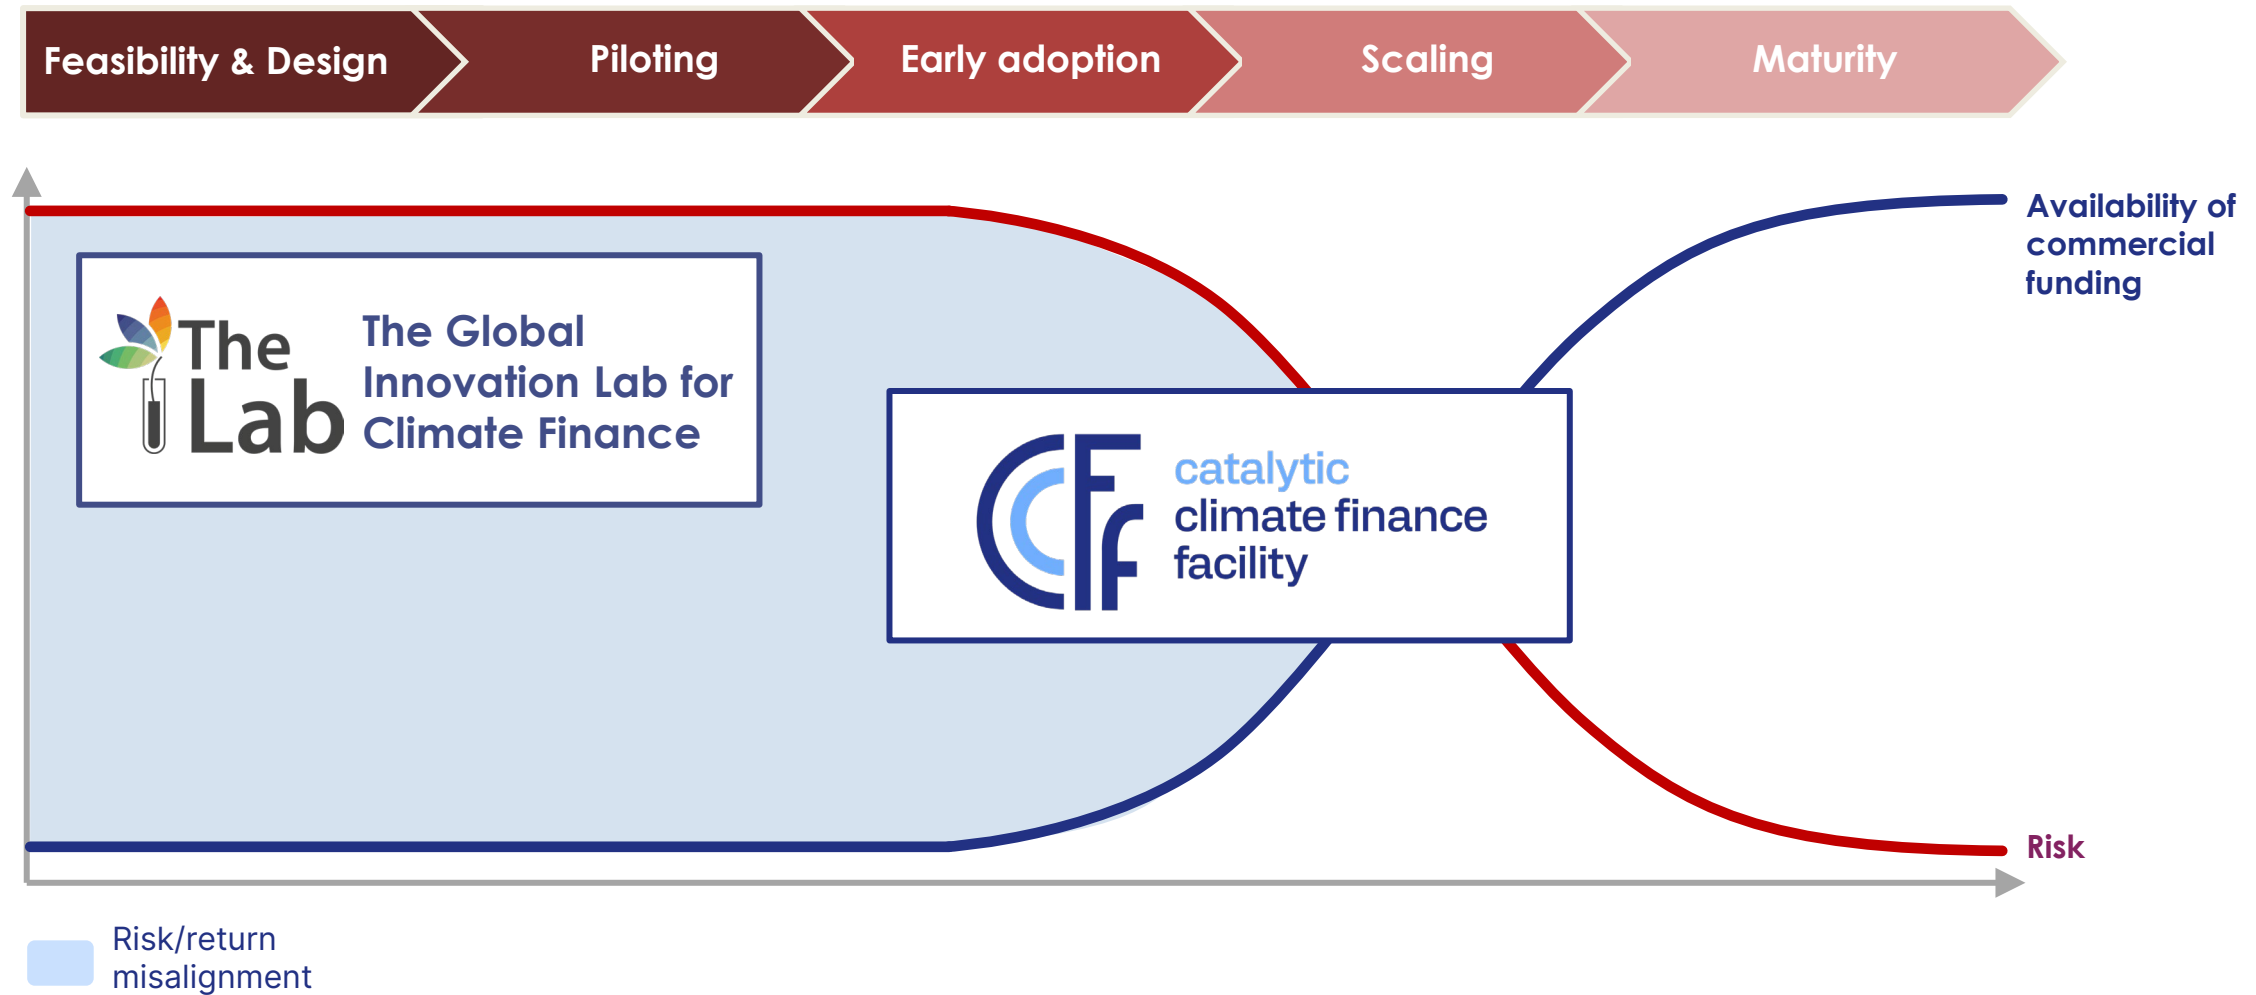 Feasibility & Design
Piloting
Early adoption
Scaling
Maturity
Availability of
commercial
funding
The
Lab
The Global
Innovation Lab for
Climate Finance
CCFF
catalytic
climate finance
facility
Risk
Risk/return
misalignment